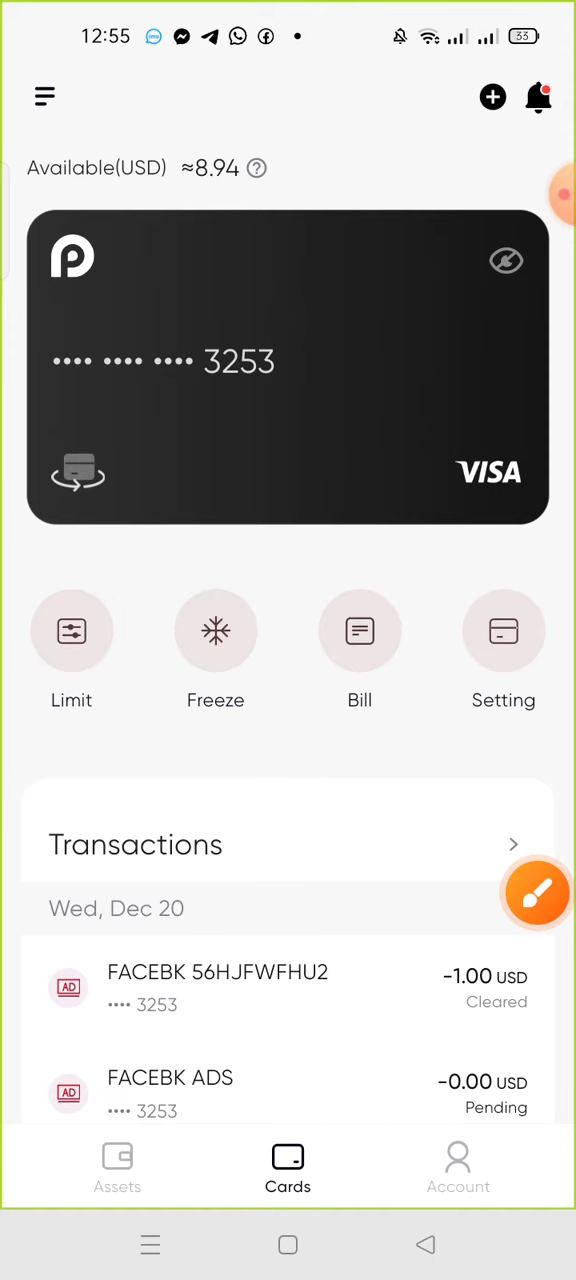 12:55
33
Available(USD) ≈8.94 ?
•••• •••• •••• 3253
VISA
Limit Freeze Bill Setting
Transactions
Wed, Dec 20
AD FACEBK 56HJFWFHU2 -1.00 USD
•••• 3253 Cleared
AD FACEBK ADS -0.00 USD
•••• 3253 Pending
Assets Cards Account